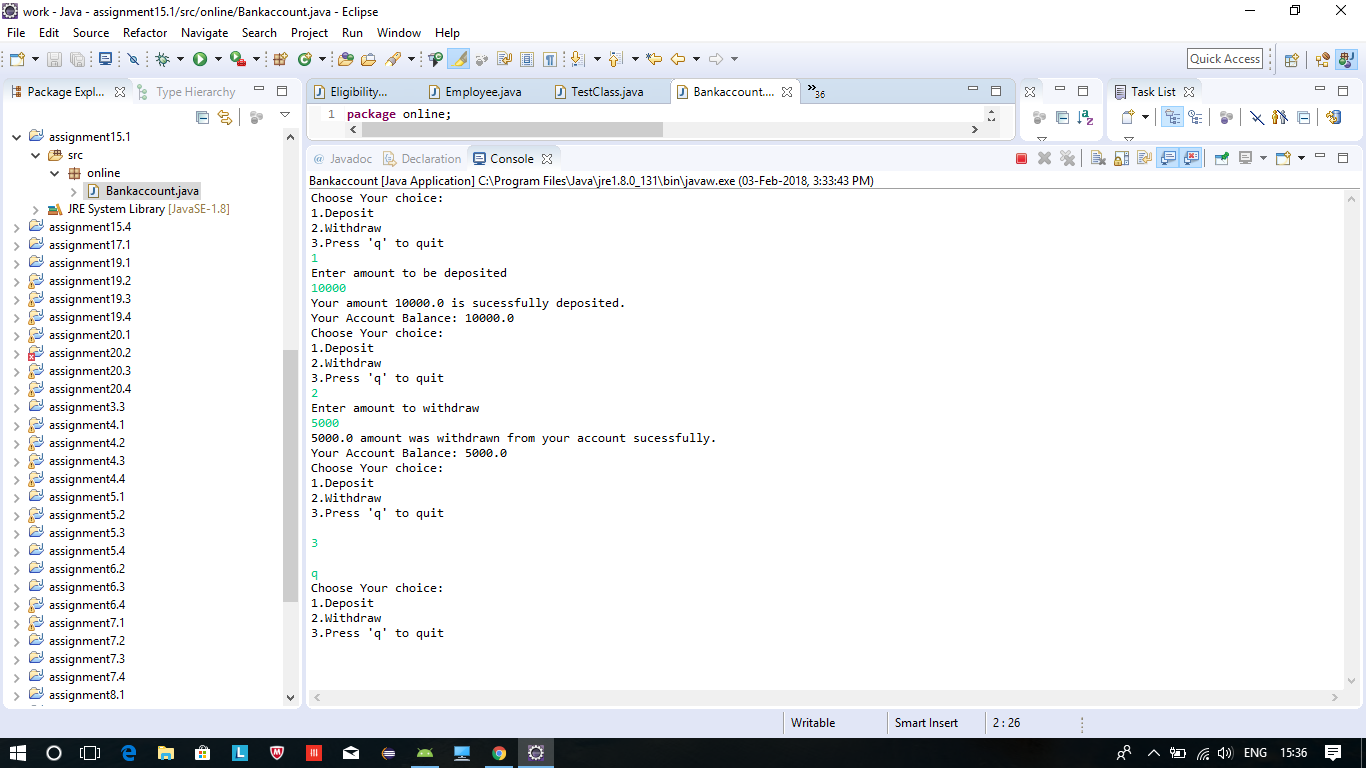 work - Java - assignment15.1/src/online/Bankaccount.java - Eclipse
File Edit Source Refactor Navigate Search Project Run Window Help
Quick Access
Package Expl... Type Hierarchy
assignment15.1
src
online
Bankaccount.java
JRE System Library [JavaSE-1.8]
assignment15.4
assignment17.1
assignment19.1
assignment19.2
assignment19.3
assignment19.4
assignment20.1
assignment20.2
assignment20.3
assignment20.4
assignment3.3
assignment4.1
assignment4.2
assignment4.3
assignment4.4
assignment5.1
assignment5.2
assignment5.3
assignment5.4
assignment6.2
assignment6.3
assignment6.4
assignment7.1
assignment7.2
assignment7.3
assignment7.4
assignment8.1
Eligibility... Employee.java TestClass.java Bankaccount.... »36
1 package online;
Task List
@ Javadoc Declaration Console
Bankaccount [Java Application] C:\Program Files\Java\jre1.8.0_131\bin\javaw.exe (03-Feb-2018, 3:33:43 PM)
Choose Your choice:
1.Deposit
2.Withdraw
3.Press 'q' to quit
1
Enter amount to be deposited
10000
Your amount 10000.0 is sucessfully deposited.
Your Account Balance: 10000.0
Choose Your choice:
1.Deposit
2.Withdraw
3.Press 'q' to quit
2
Enter amount to withdraw
5000
5000.0 amount was withdrawn from your account sucessfully.
Your Account Balance: 5000.0
Choose Your choice:
1.Deposit
2.Withdraw
3.Press 'q' to quit
3
q
Choose Your choice:
1.Deposit
2.Withdraw
3.Press 'q' to quit
Writable Smart Insert 2 : 26
ENG 15:36